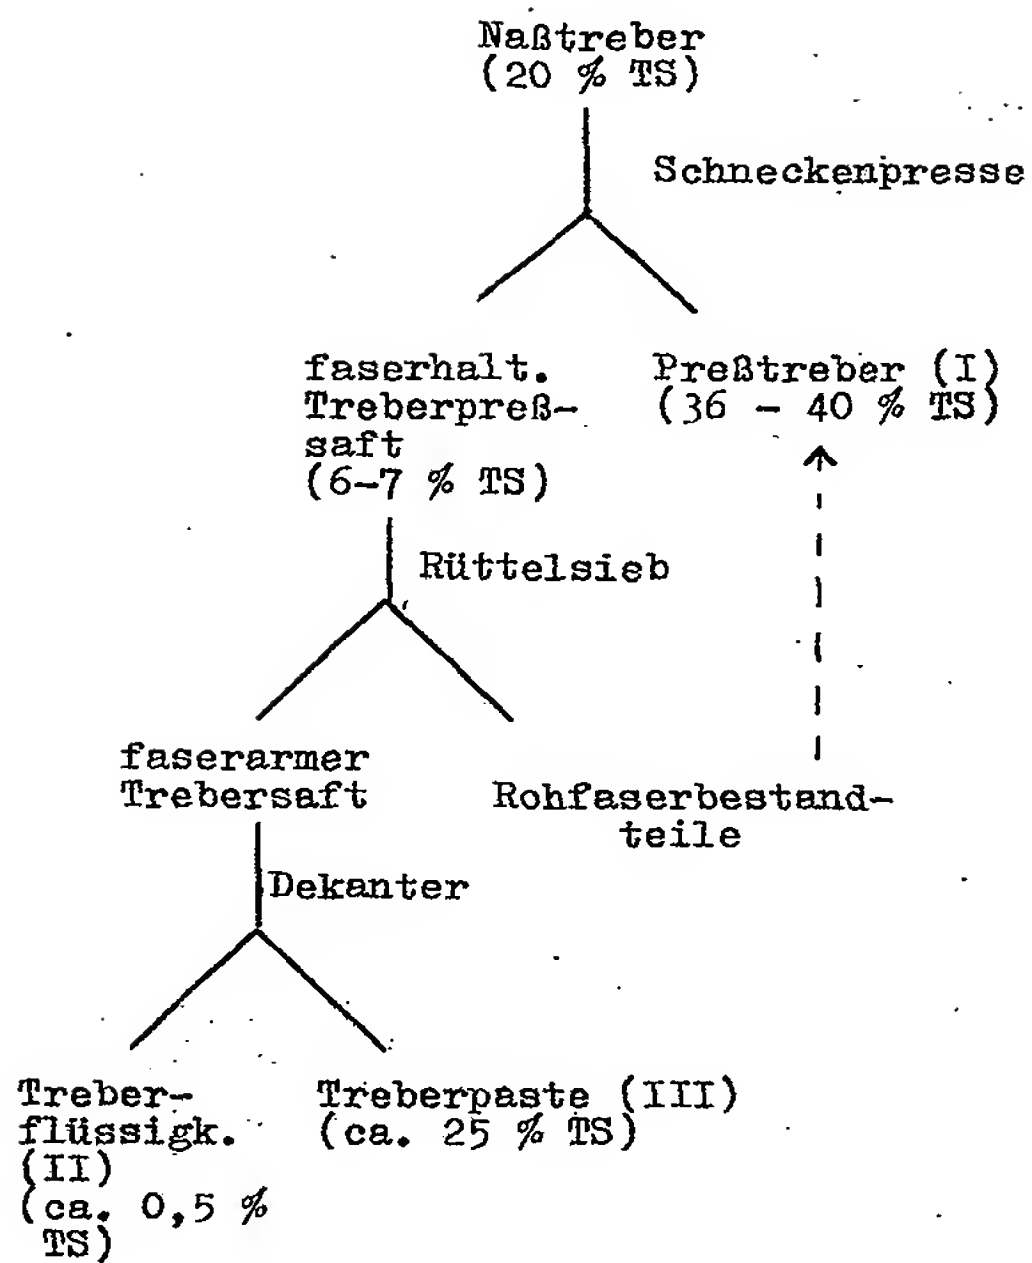 Naßtreber
(20 % TS)
Schneckenpresse
faserhalt.
Treberpreß-
saft
(6-7 % TS)
Preßtreber (I)
(36 - 40 % TS)
Rüttelsieb
faserarmer
Trebersaft
Rohfaserbestand-
teile
Dekanter
Treber-
flüssigk.
(II)
(ca. 0,5 %
TS)
Treberpaste (III)
(ca. 25 % TS)